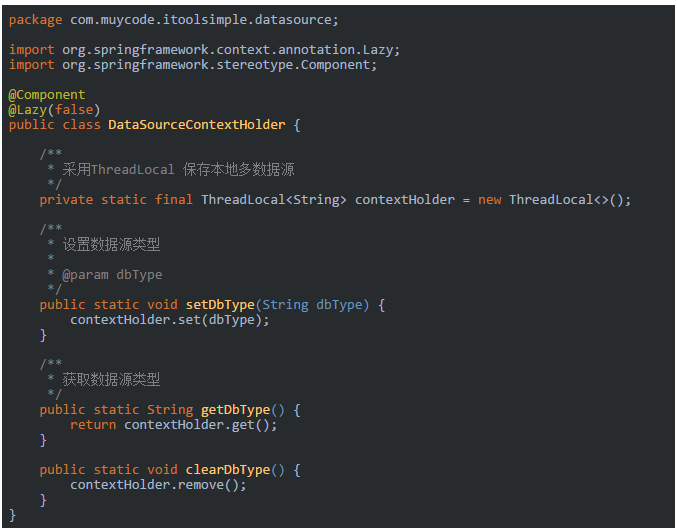 package com.muycode.itoolsimple.datasource;
import org.springframework.context.annotation.Lazy;
import org.springframework.stereotype.Component;
@Component
@Lazy(false)
public class DataSourceContextHolder {
/**
* 采用ThreadLocal 保存本地多数据源
*/
private static final ThreadLocal<String> contextHolder = new ThreadLocal<>();
/**
* 设置数据源类型
*
* @param dbType
*/
public static void setDbType(String dbType) {
contextHolder.set(dbType);
}
/**
* 获取数据源类型
*/
public static String getDbType() {
return contextHolder.get();
}
public static void clearDbType() {
contextHolder.remove();
}
}